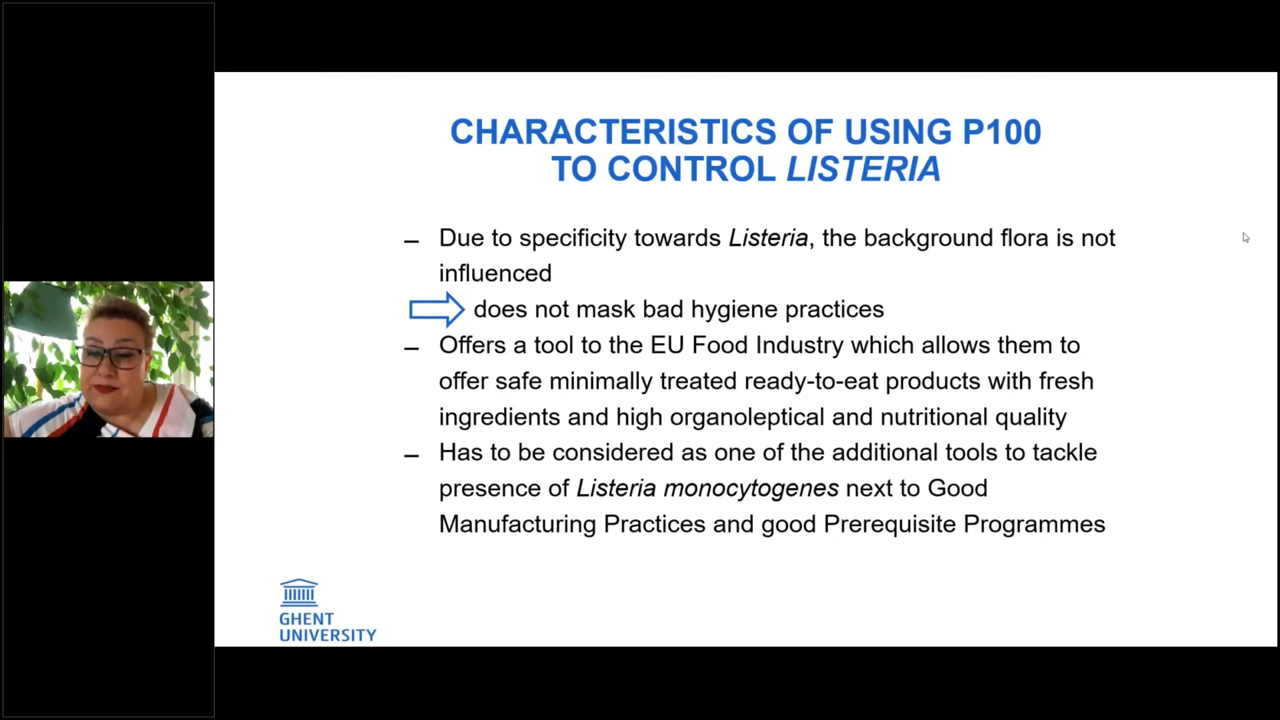 CHARACTERISTICS OF USING P100
TO CONTROL LISTERIA
– Due to specificity towards Listeria, the background flora is not
influenced
does not mask bad hygiene practices
– Offers a tool to the EU Food Industry which allows them to
offer safe minimally treated ready-to-eat products with fresh
ingredients and high organoleptical and nutritional quality
– Has to be considered as one of the additional tools to tackle
presence of Listeria monocytogenes next to Good
Manufacturing Practices and good Prerequisite Programmes
GHENT
UNIVERSITY